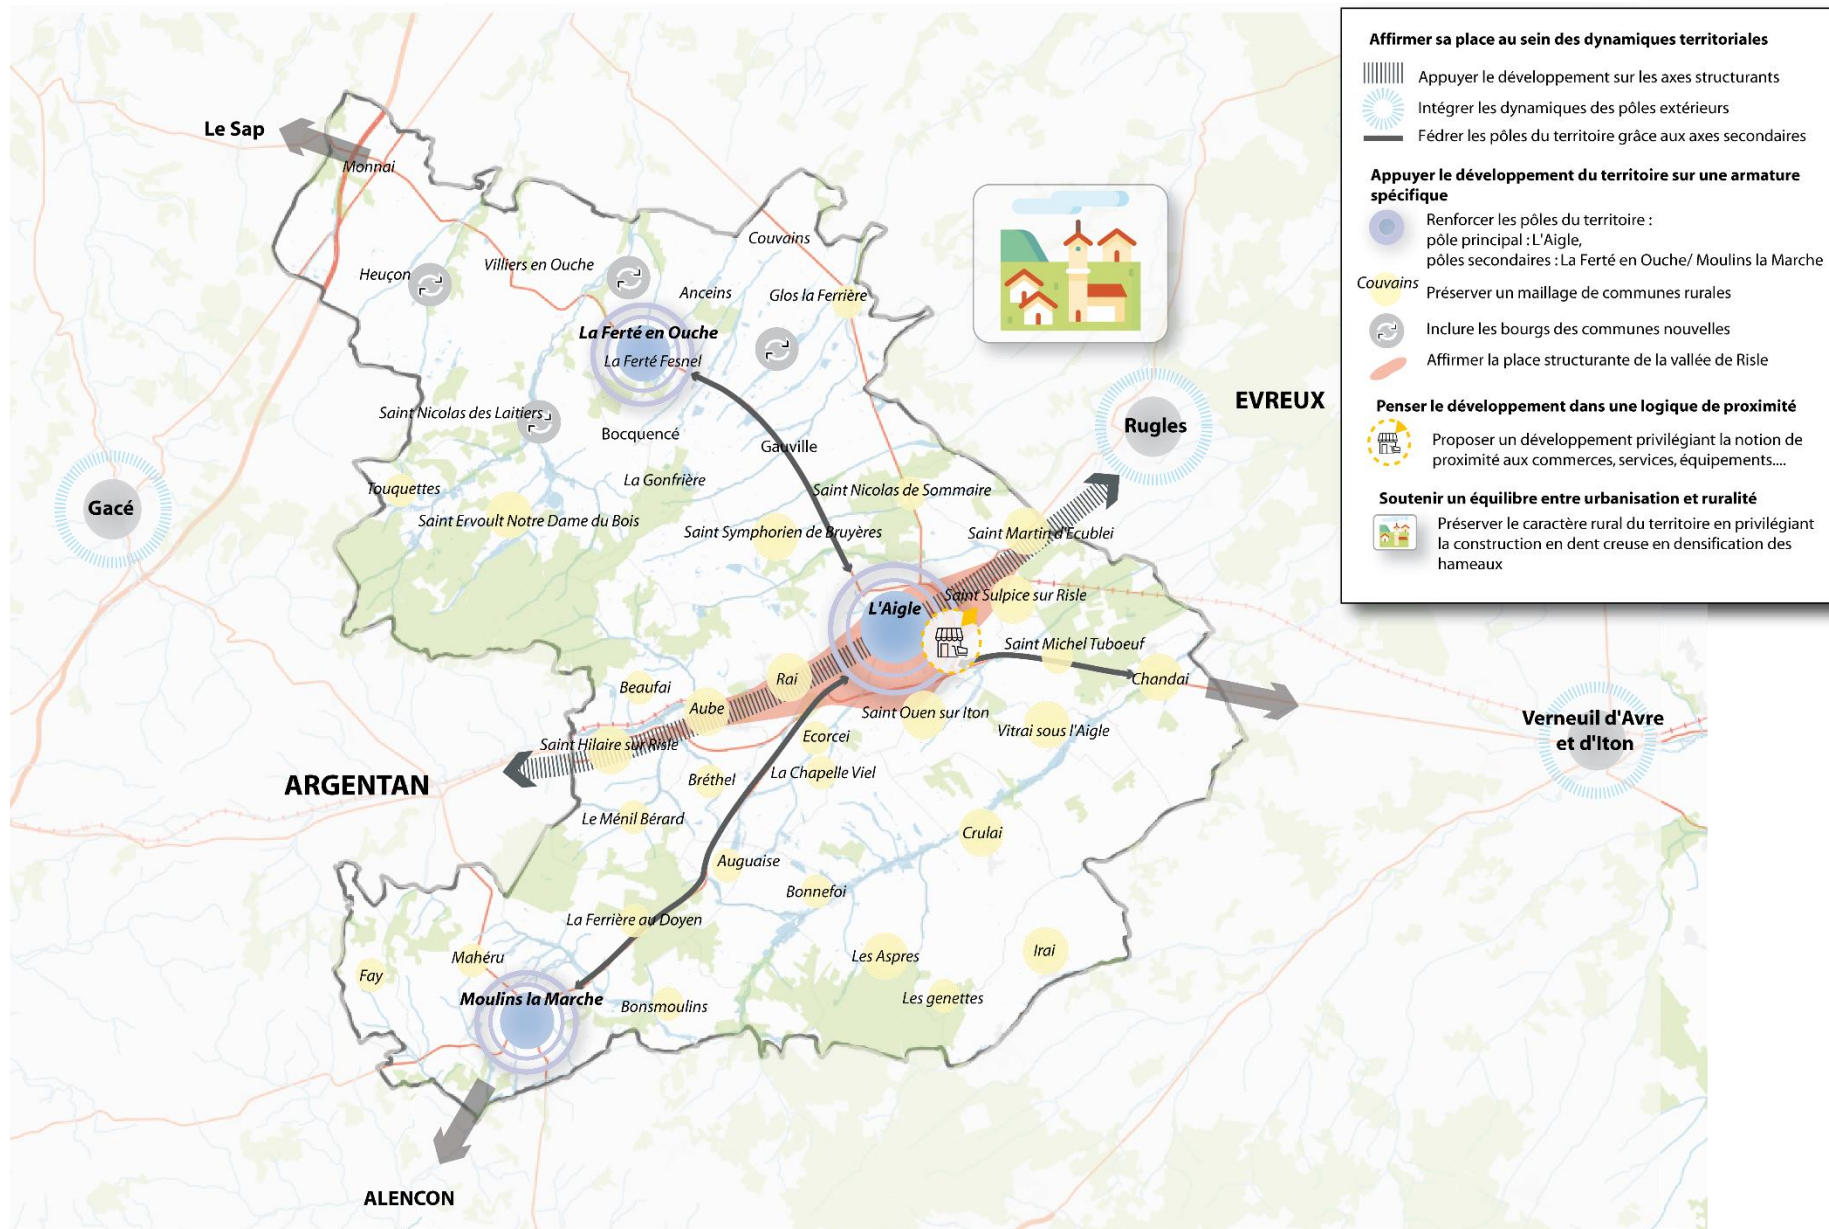 Affirmer sa place au sein des dynamiques territoriales
Appuyer le développement sur les axes structurants
Intégrer les dynamiques des pôles extérieurs
Fédrer les pôles du territoire grâce aux axes secondaires
Appuyer le développement du territoire sur une armature
spécifique
Renforcer les pôles du territoire :
pôle principal : L'Aigle,
pôles secondaires : La Ferté en Ouche/ Moulins la Marche
Couvains
Préserver un maillage de communes rurales
Inclure les bourgs des communes nouvelles
Affirmer la place structurante de la vallée de Risle
Penser le développement dans une logique de proximité
Proposer un développement privilégiant la notion de
proximité aux commerces, services, équipements....
Soutenir un équilibre entre urbanisation et ruralité
Préserver le caractère rural du territoire en privilégiant
la construction en dent creuse en densification des
hameaux
Le Sap
Monnai
Couvains
Villiers en Ouche
Heuçon
Anceins
Glos la Ferrière
La Ferté en Ouche
La Ferté Fesnel
EVREUX
Saint Nicolas des Laitiers
Rugles
Bocquencé
Gauville
La Gonfrière
Touquettes
Saint Nicolas de Sommaire
Gacé
Saint Ervoult Notre Dame du Bois
Saint Symphorien de Bruyères
Saint Martin d'Ecublei
Saint Sulpice sur Risle
L'Aigle
Saint Michel Tuboeuf
Rai
Chandai
Beaufai
Aube
Saint Ouen sur Iton
Verneuil d'Avre
et d'Iton
Vitrai sous l'Aigle
Ecorcei
Saint Hilaire sur Risle
La Chapelle Viel
Bréthel
ARGENTAN
Le Ménil Bérard
Crulai
Auguaise
Bonnefoi
La Ferrière au Doyen
Irai
Les Aspres
Mahéru
Fay
Moulins la Marche
Les genettes
Bonsmoulins
ALENCON